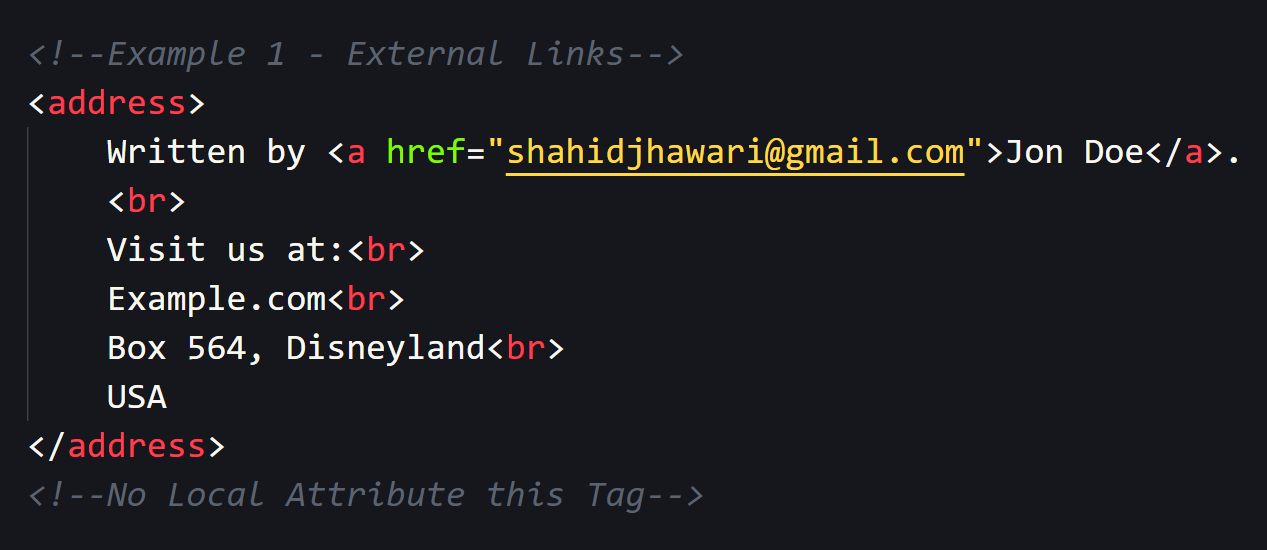 <!--Example 1 - External Links-->
<address>
Written by <a href="shahidjhawari@gmail.com">Jon Doe</a>.
<br>
Visit us at:<br>
Example.com<br>
Box 564, Disneyland<br>
USA
</address>
<!--No Local Attribute this Tag-->